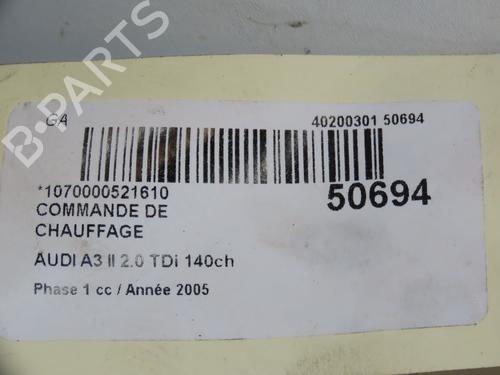 GA
40200301 50694
*1070000521610
50694
COMMANDE DE
CHAUFFAGE
AUDI A3 II 2.0 TDi 140ch
Phase 1 cc / Année 2005
B-PARTS